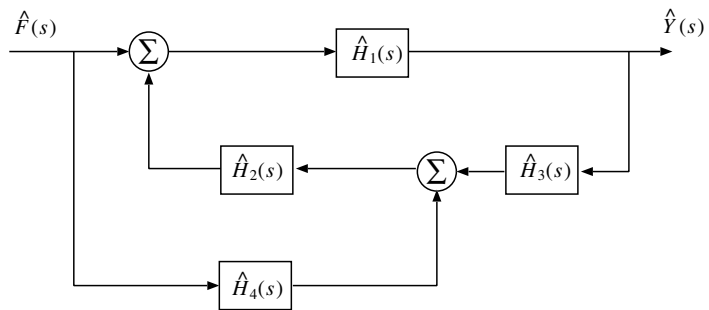 F̂(s)
Ŷ(s)
Σ
Ĥ₁(s)
Ĥ₂(s)
Σ
Ĥ₃(s)
Ĥ₄(s)